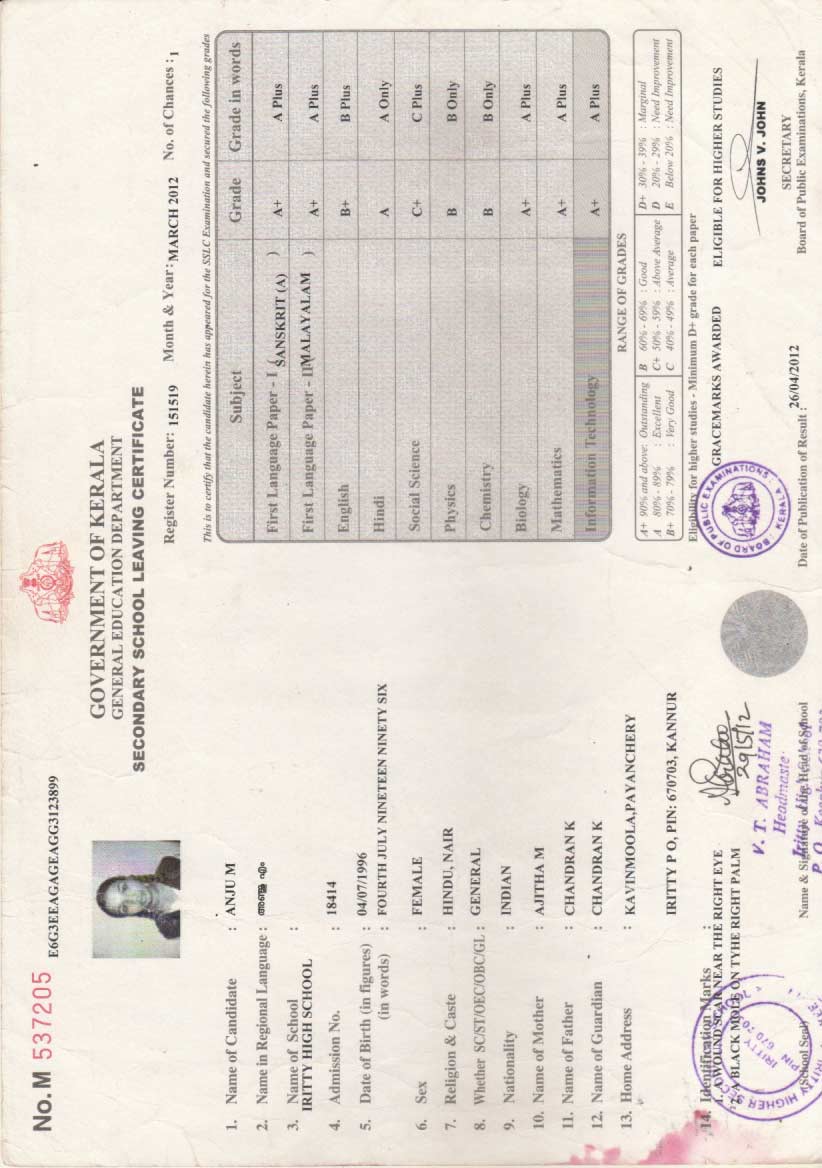 No. M 537205
E6G3EEAGAGEAGG3123899
GOVERNMENT OF KERALA
GENERAL EDUCATION DEPARTMENT
SECONDARY SCHOOL LEAVING CERTIFICATE
1. Name of Candidate : ANJU M
2. Name in Regional Language : അഞ്ജു എം
3. Name of School :
IRITTY HIGH SCHOOL
4. Admission No. : 18414
5. Date of Birth (in figures) : 04/07/1996
(in words) : FOURTH JULY NINETEEN NINETY SIX
6. Sex : FEMALE
7. Religion & Caste : HINDU, NAIR
8. Whether SC/ST/OEC/OBC/GL : GENERAL
9. Nationality : INDIAN
10. Name of Mother : AJITHA M
11. Name of Father : CHANDRAN K
12. Name of Guardian : CHANDRAN K
13. Home Address : KAVINMOOLA,PAYANCHERY
IRITTY P O, PIN: 670703, KANNUR
14. Identification Marks :
1. A WOUND SCAR NEAR THE RIGHT EYE
2. A BLACK MOLE ON TYHE RIGHT PALM
(School Seal)
29/5/12
V. T. ABRAHAM
Headmaster
Name & Signature of the Head of School
Register Number: 151519 Month & Year: MARCH 2012 No. of Chances : 1
This is to certify that the candidate herein has appeared for the SSLC Examination and secured the following grades
Subject Grade Grade in words
First Language Paper - I ( SANSKRIT (A) ) A+ A Plus
First Language Paper - II( MALAYALAM ) A+ A Plus
English B+ B Plus
Hindi A A Only
Social Science C+ C Plus
Physics B B Only
Chemistry B B Only
Biology A+ A Plus
Mathematics A+ A Plus
Information Technology A+ A Plus
RANGE OF GRADES
A+ 90% and above: Outstanding B 60% - 69% : Good D+ 30% - 39% : Marginal
A 80% - 89% : Excellent C+ 50% - 59% : Above Average D 20% - 29% : Need Improvement
B+ 70% - 79% : Very Good C 40% - 49% : Average E Below 20% : Need Improvement
Eligibility for higher studies - Minimum D+ grade for each paper
GRACEMARKS AWARDED ELIGIBLE FOR HIGHER STUDIES
BOARD OF PUBLIC EXAMINATIONS, KERALA
JOHNS V. JOHN
Date of Publication of Result : 26/04/2012
SECRETARY
Board of Public Examinations, Kerala